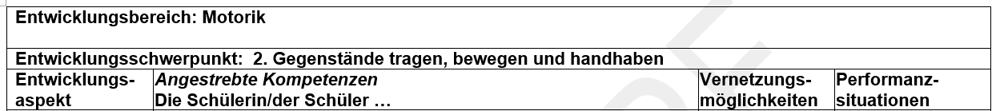 Entwicklungsbereich: Motorik
Entwicklungsschwerpunkt: 2. Gegenstände tragen, bewegen und handhaben
Entwicklungs-
aspekt
Angestrebte Kompetenzen
Die Schülerin/der Schüler …
Vernetzungs-
möglichkeiten
Performanz-
situationen